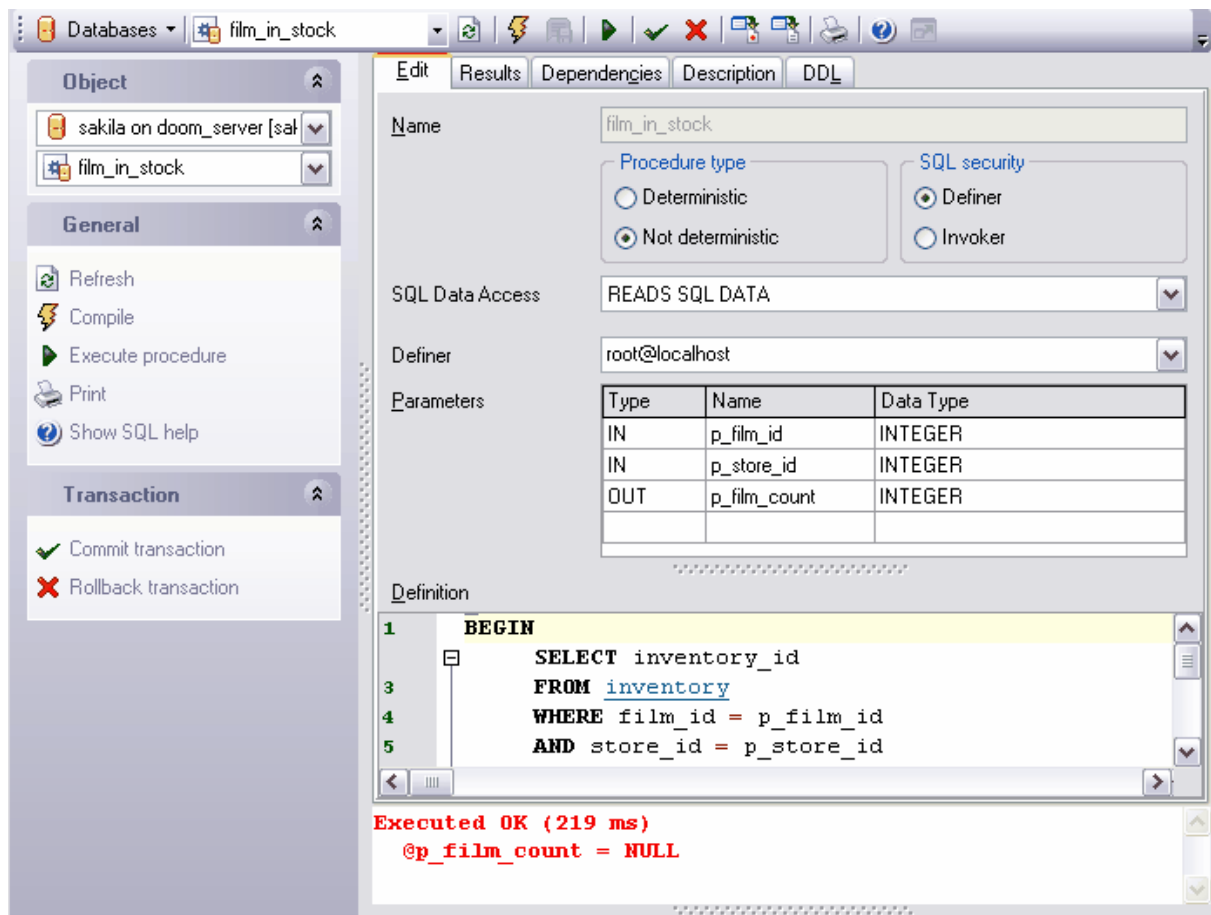 Databases film_in_stock
Object
sakila on doom_server [sal
film_in_stock
General
Refresh
Compile
Execute procedure
Print
Show SQL help
Transaction
Commit transaction
Rollback transaction
Edit Results Dependencies Description DDL
Name film_in_stock
Procedure type SQL security
Deterministic Definer
Not deterministic Invoker
SQL Data Access READS SQL DATA
Definer root@localhost
Parameters Type Name Data Type
IN p_film_id INTEGER
IN p_store_id INTEGER
OUT p_film_count INTEGER
Definition
1 BEGIN
SELECT inventory_id
3 FROM inventory
4 WHERE film_id = p_film_id
5 AND store_id = p_store_id
Executed OK (219 ms)
@p_film_count = NULL